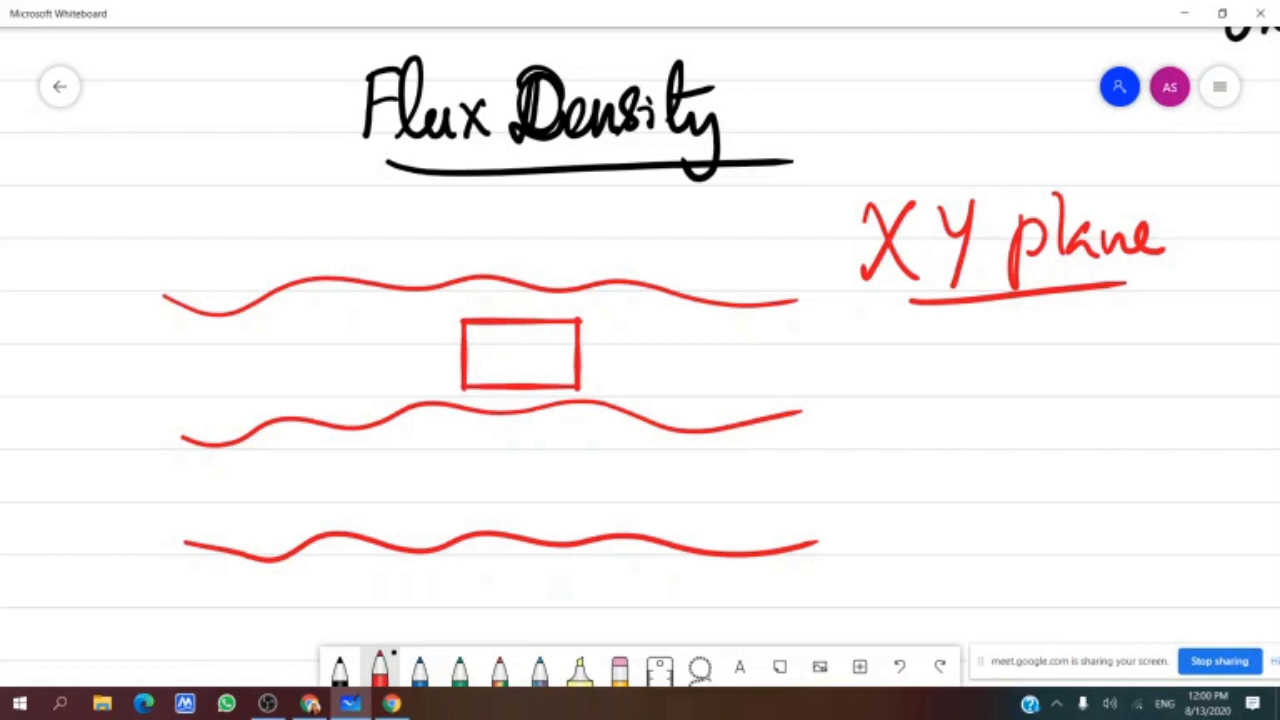 Microsoft Whiteboard
Flux Density
AS
XY plane
A
meet.google.com is sharing your screen.
Stop sharing
Hi
ENG
12:00 PM
8/13/2020